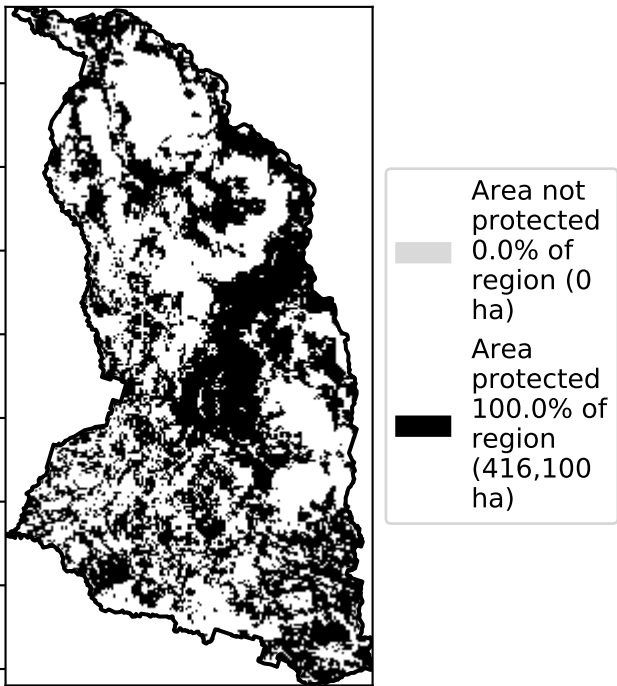 Area not
protected
0.0% of
region (0
ha)
Area
protected
100.0% of
region
(416,100
ha)